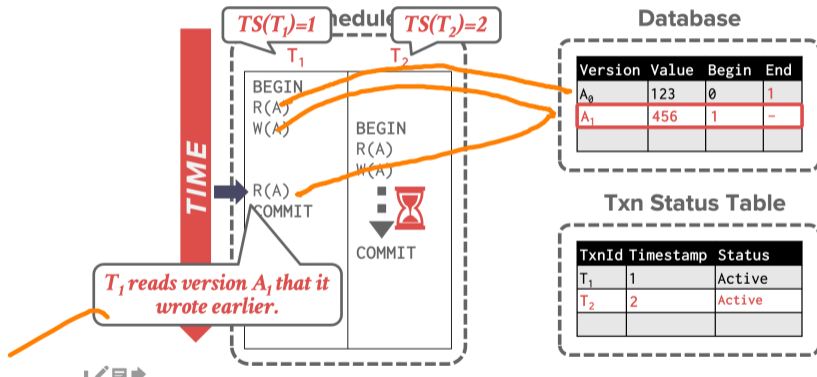 TS(T₁)=1
hedule
TS(T₂)=2
T₁
T₂
TIME
BEGIN
R(A)
W(A)
R(A)
COMMIT
BEGIN
R(A)
W(A)
COMMIT
T₁ reads version A₁ that it
wrote earlier.
Database
Version Value Begin End
A₀ 123 0 1
A₁ 456 1 -
Txn Status Table
TxnId Timestamp Status
T₁ 1 Active
T₂ 2 Active